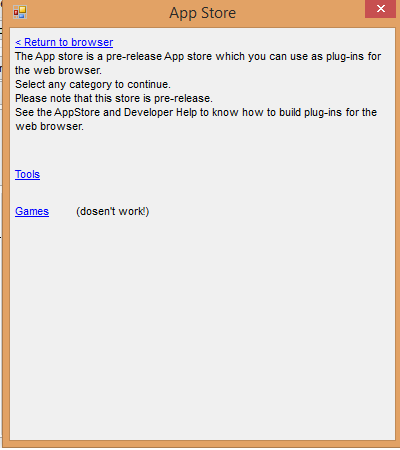 App Store
< Return to browser
The App store is a pre-release App store which you can use as plug-ins for
the web browser.
Select any category to continue.
Please note that this store is pre-release.
See the AppStore and Developer Help to know how to build plug-ins for the
web browser.
Tools
Games (dosen't work!)